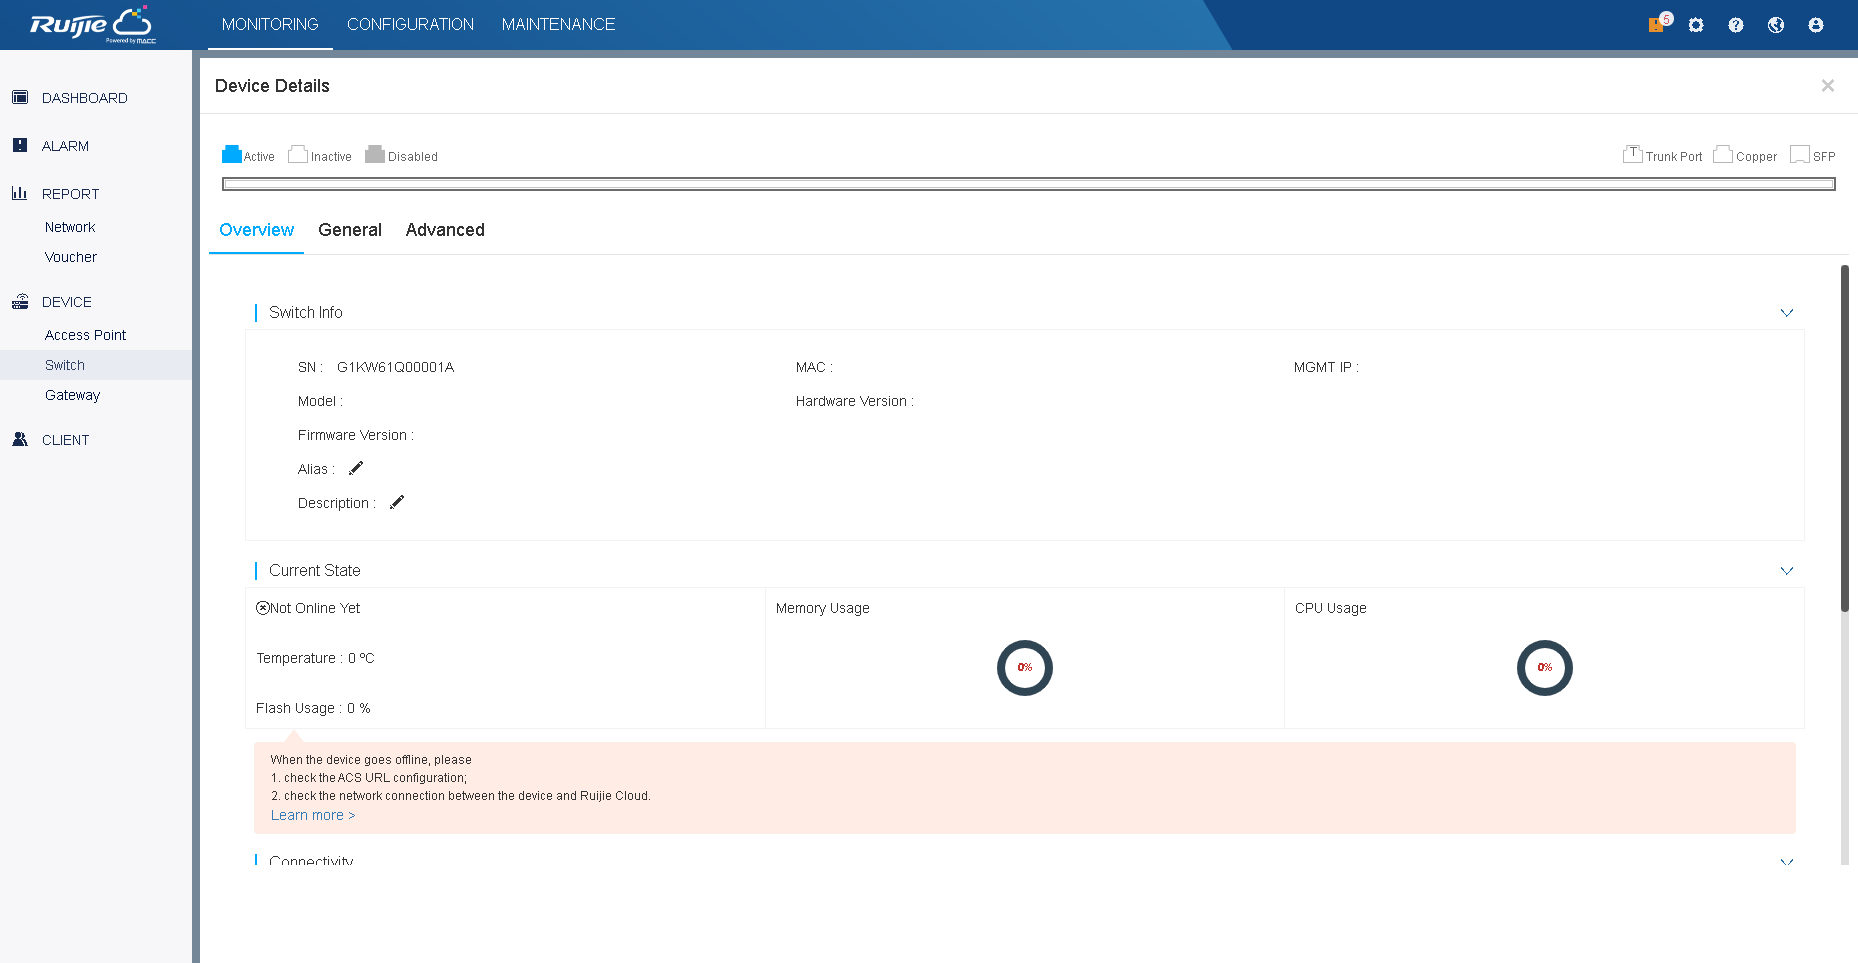 Ruijie
Powered by MACC
MONITORING CONFIGURATION MAINTENANCE
5
DASHBOARD
ALARM
REPORT
Network
Voucher
DEVICE
Access Point
Switch
Gateway
CLIENT
Device Details
Active Inactive Disabled
T Trunk Port Copper SFP
Overview General Advanced
Switch Info
SN : G1KW61Q00001A MAC : MGMT IP :
Model : Hardware Version :
Firmware Version :
Alias :
Description :
Current State
Not Online Yet Memory Usage CPU Usage
Temperature : 0 ºC 0% 0%
Flash Usage : 0 %
When the device goes offline, please
1. check the ACS URL configuration;
2. check the network connection between the device and Ruijie Cloud.
Learn more >
Connectivity